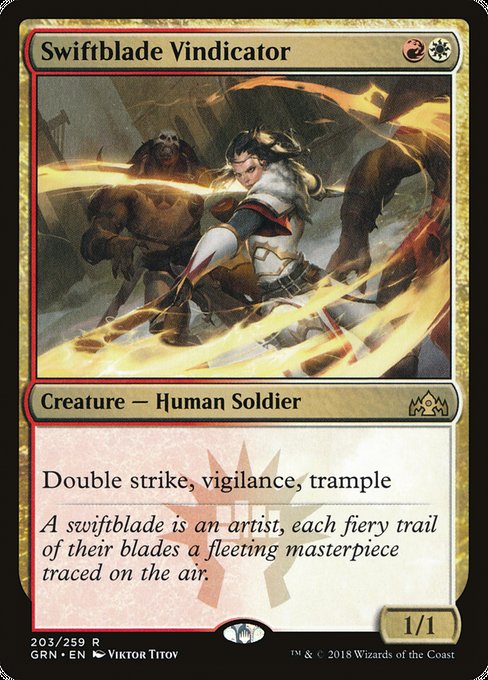 Swiftblade Vindicator
Creature — Human Soldier
Double strike, vigilance, trample
A swiftblade is an artist, each fiery trail
of their blades a fleeting masterpiece
traced on the air.
1/1
203/259 R
GRN • EN Viktor Titov
™ & © 2018 Wizards of the Coast